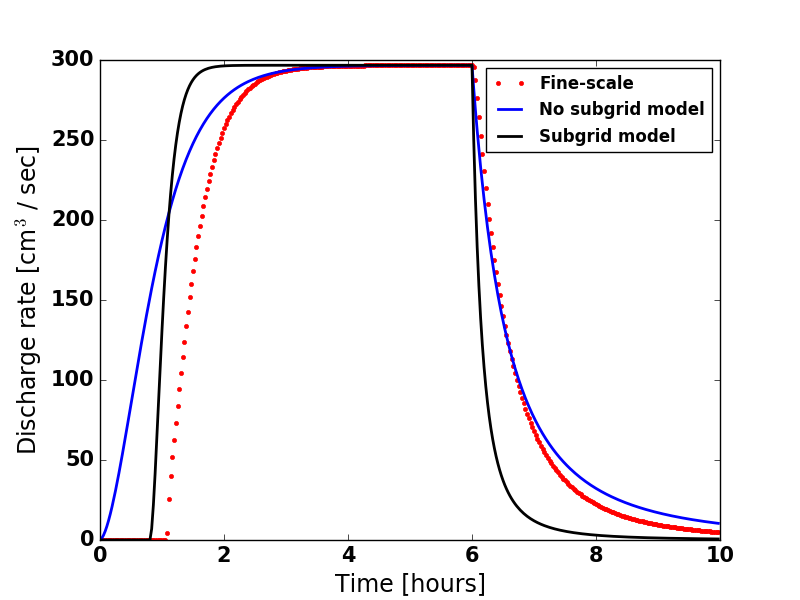 300
250
200
150
100
50
0
Discharge rate [cm³ / sec]
Fine-scale
No subgrid model
Subgrid model
0 2 4 6 8 10
Time [hours]